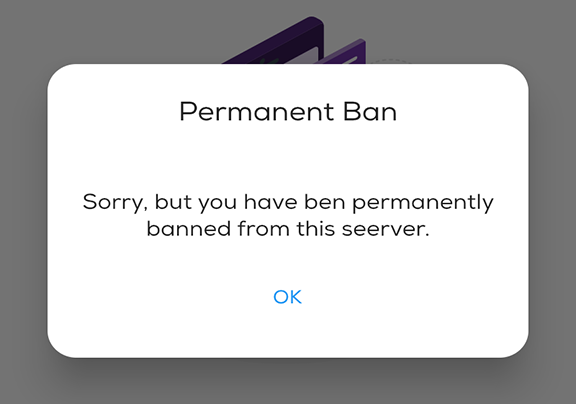 Permanent Ban
Sorry, but you have ben permanently
banned from this seerver.
OK